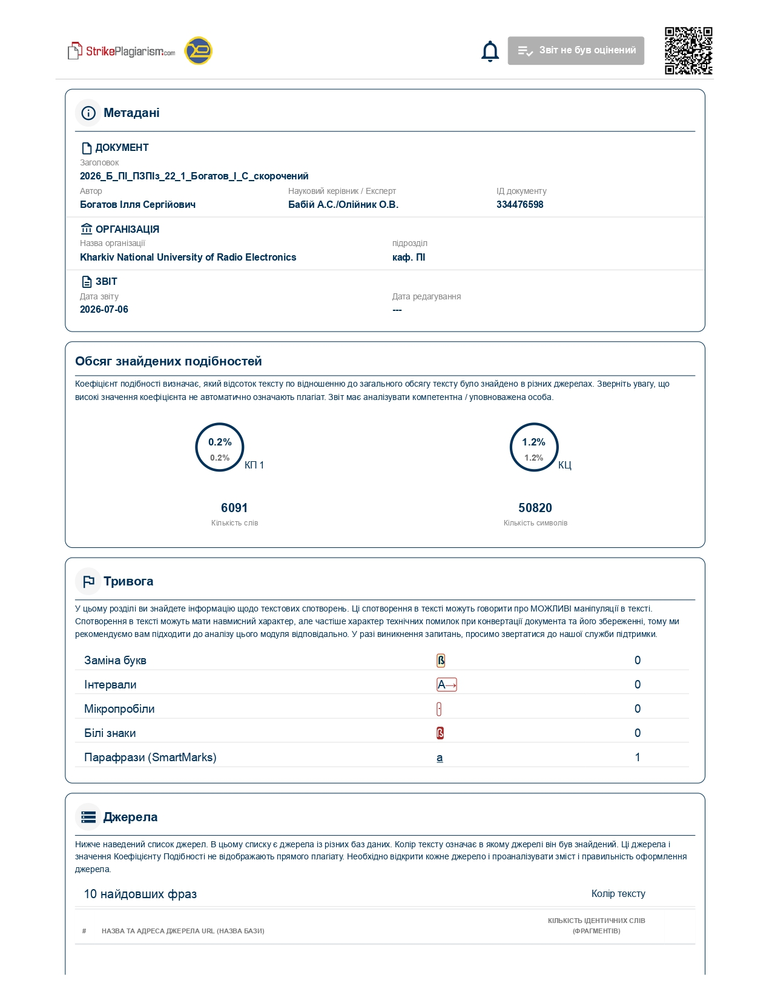 StrikePlagiarism.com
Звіт не був оцінений
Метадані
ДОКУМЕНТ
Заголовок
2026_Б_ПІ_ПЗПІз_22_1_Богатов_І_С_скорочений
Автор Науковий керівник / Експерт ІД документу
Богатов Ілля Сергійович Бабій А.С./Олійник О.В. 334476598
ОРГАНІЗАЦІЯ
Назва організації підрозділ
Kharkiv National University of Radio Electronics каф. ПІ
ЗВІТ
Дата звіту Дата редагування
2026-07-06 ---
Обсяг знайдених подібностей
Коефіцієнт подібності визначає, який відсоток тексту по відношенню до загального обсягу тексту було знайдено в різних джерелах. Зверніть увагу, що
високі значення коефіцієнта не автоматично означають плагіат. Звіт має аналізувати компетентна / уповноважена особа.
0.2% 1.2%
0.2% 1.2%
КП 1 КЦ
6091 50820
Кількість слів Кількість символів
Тривога
У цьому розділі ви знайдете інформацію щодо текстових спотворень. Ці спотворення в тексті можуть говорити про МОЖЛИВІ маніпуляції в тексті.
Спотворення в тексті можуть мати навмисний характер, але частіше характер технічних помилок при конвертації документа та його збереженні, тому ми
рекомендуємо вам підходити до аналізу цього модуля відповідально. У разі виникнення запитань, просимо звертатися до нашої служби підтримки.
Заміна букв ß 0
Інтервали A→ 0
Мікропробіли · 0
Білі знаки ß 0
Парафрази (SmartMarks) a 1
Джерела
Нижче наведений список джерел. В цьому списку є джерела із різних баз даних. Колір тексту означає в якому джерелі він був знайдений. Ці джерела і
значення Коефіцієнту Подібності не відображають прямого плагіату. Необхідно відкрити кожне джерело і проаналізувати зміст і правильність оформлення
джерела.
10 найдовших фраз Колір тексту
КІЛЬКІСТЬ ІДЕНТИЧНИХ СЛІВ
# НАЗВА ТА АДРЕСА ДЖЕРЕЛА URL (НАЗВА БАЗИ) (ФРАГМЕНТІВ)